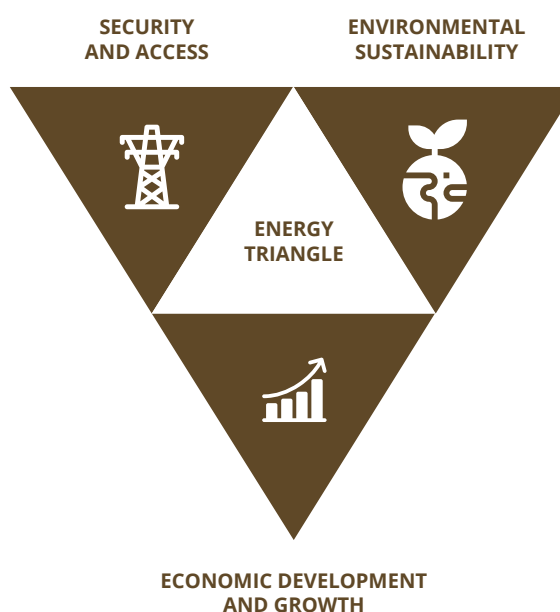 SECURITY
AND ACCESS
ENVIRONMENTAL
SUSTAINABILITY
ENERGY
TRIANGLE
ECONOMIC DEVELOPMENT
AND GROWTH